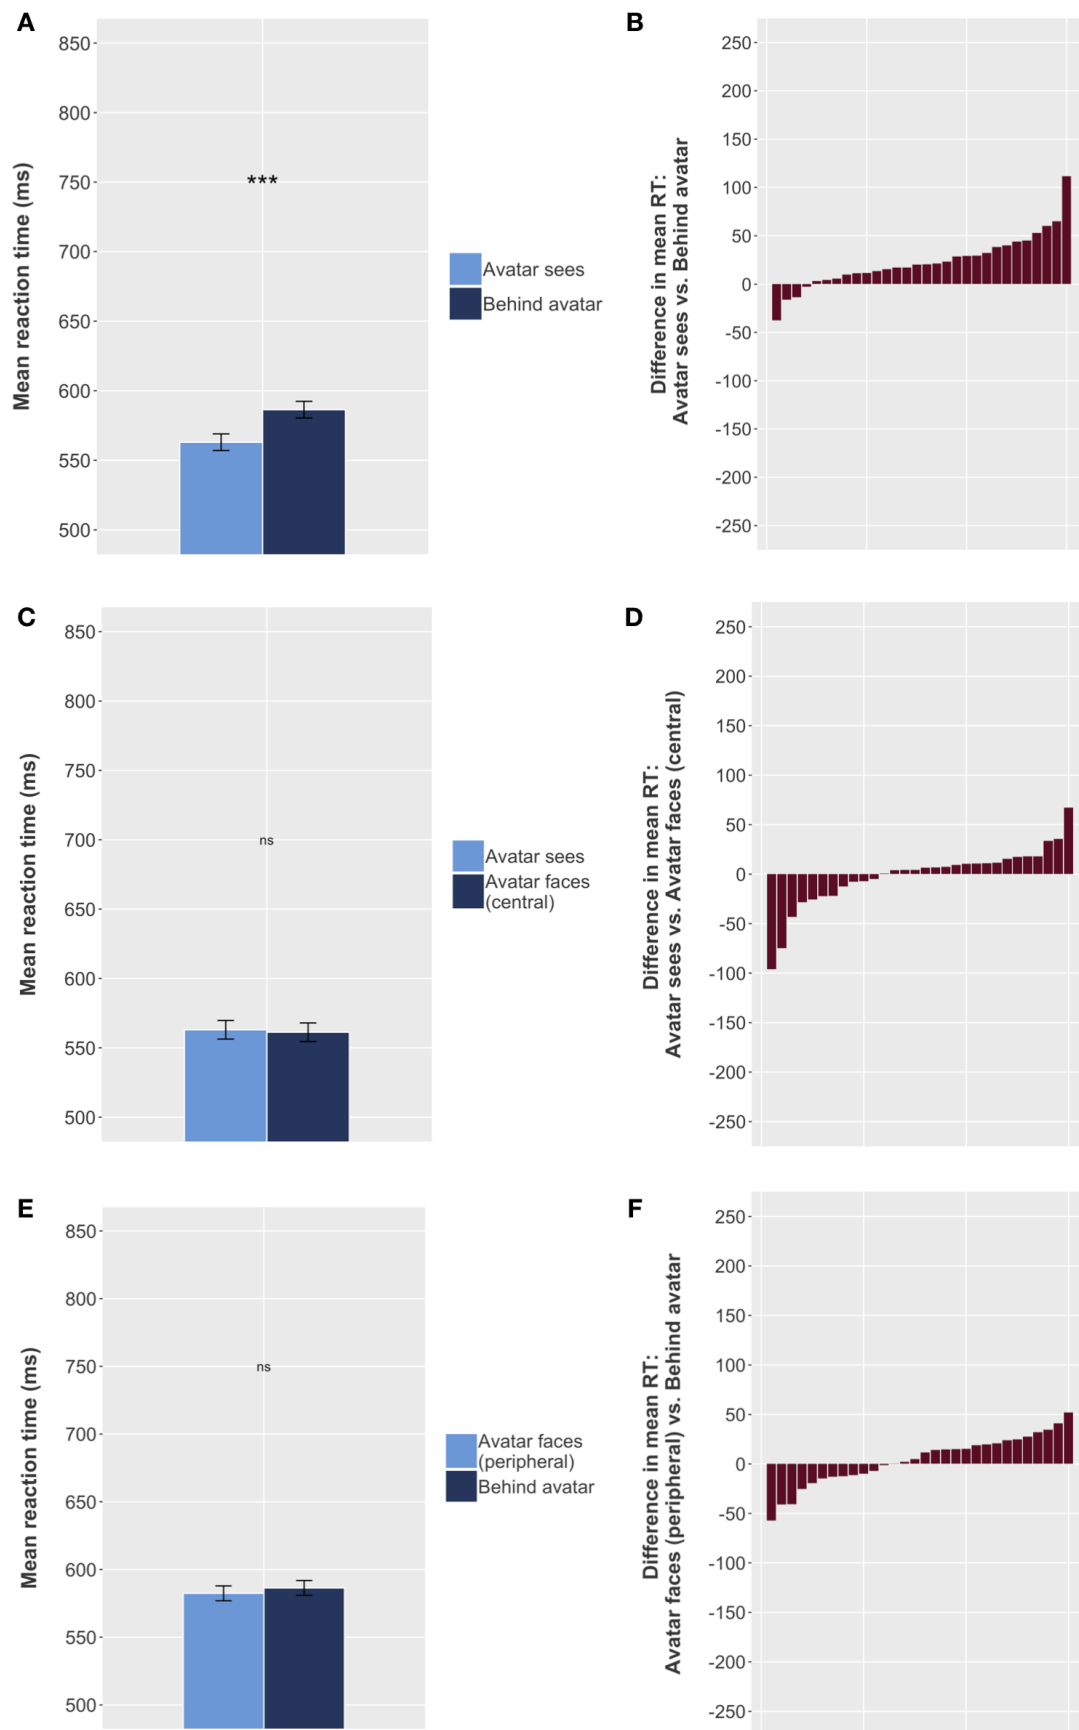 A
850
800
750
700
650
600
550
500
Mean reaction time (ms)
***
Avatar sees
Behind avatar
B
250
200
150
100
50
0
-50
-100
-150
-200
-250
Difference in mean RT:
Avatar sees vs. Behind avatar
C
850
800
750
700
650
600
550
500
Mean reaction time (ms)
ns
Avatar sees
Avatar faces
(central)
D
250
200
150
100
50
0
-50
-100
-150
-200
-250
Difference in mean RT:
Avatar sees vs. Avatar faces (central)
E
850
800
750
700
650
600
550
500
Mean reaction time (ms)
ns
Avatar faces
(peripheral)
Behind avatar
F
250
200
150
100
50
0
-50
-100
-150
-200
-250
Difference in mean RT:
Avatar faces (peripheral) vs. Behind avatar